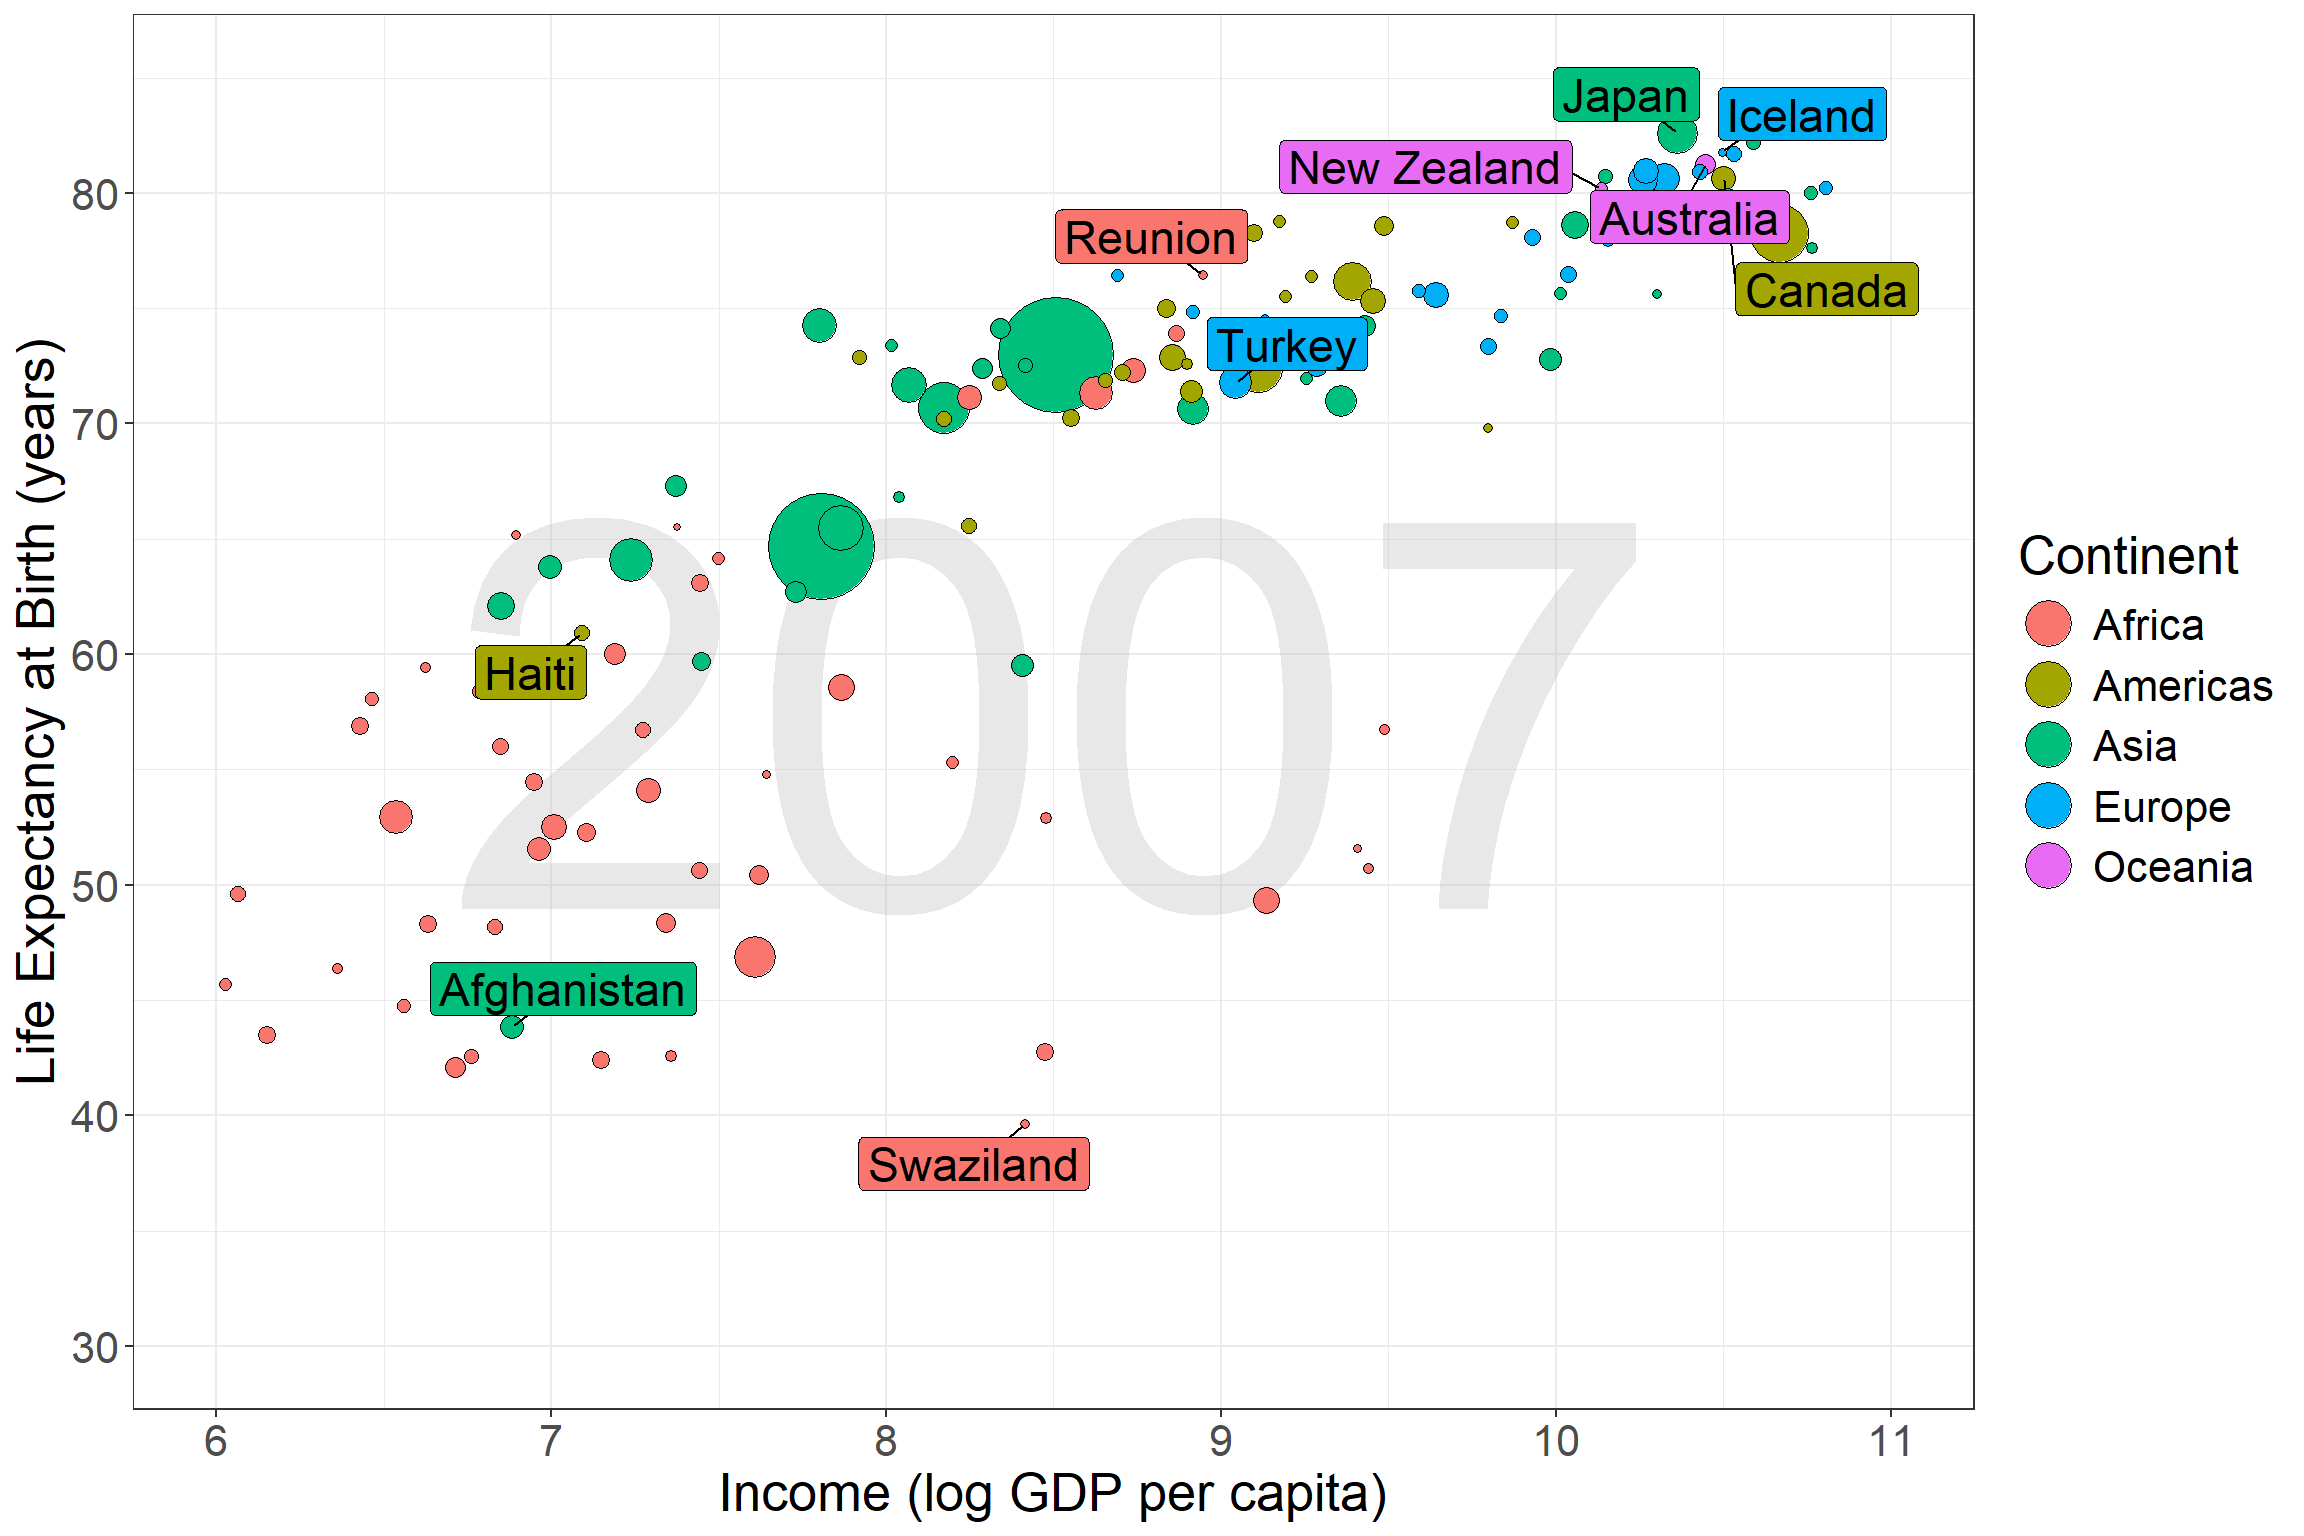 2007
Japan
Iceland
New Zealand
Australia
Reunion
Canada
Turkey
Haiti
Afghanistan
Swaziland
80
70
60
50
40
30
Life Expectancy at Birth (years)
6 7 8 9 10 11
Income (log GDP per capita)
Continent
Africa
Americas
Asia
Europe
Oceania